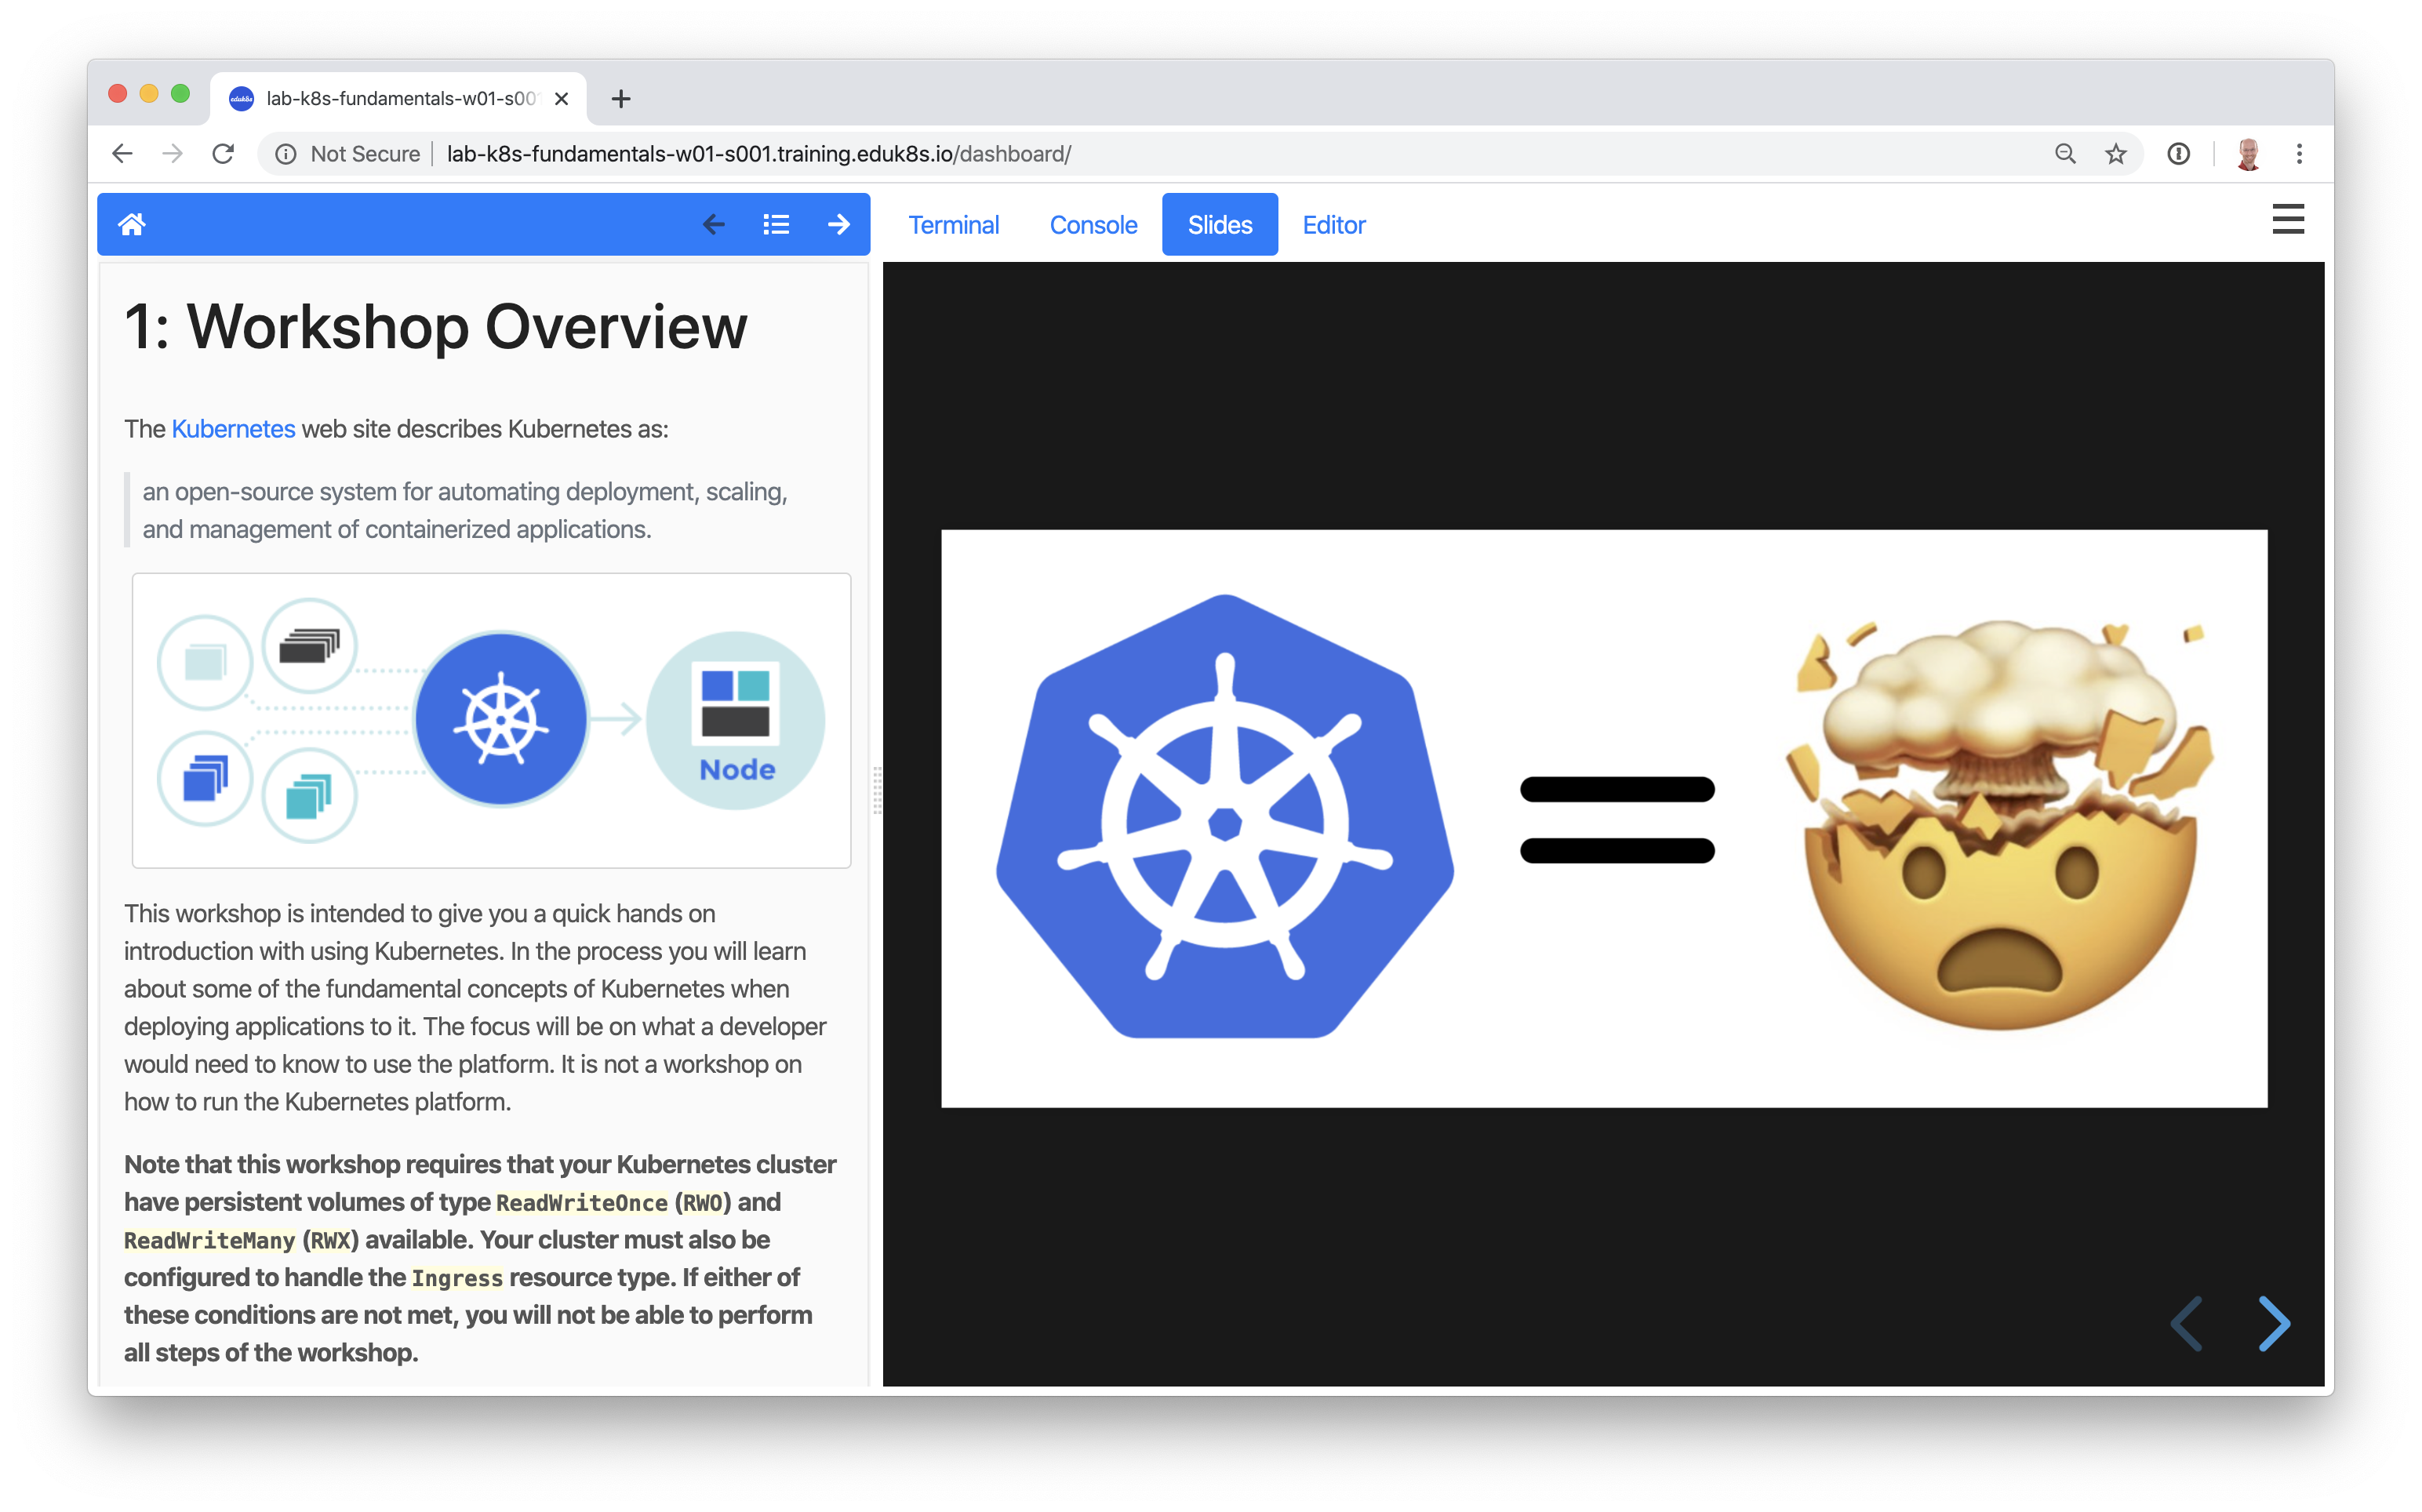 lab-k8s-fundamentals-w01-s001
Not Secure lab-k8s-fundamentals-w01-s001.training.eduk8s.io/dashboard/
Terminal Console Slides Editor
1: Workshop Overview
The Kubernetes web site describes Kubernetes as:
an open-source system for automating deployment, scaling,
and management of containerized applications.
Node
This workshop is intended to give you a quick hands on
introduction with using Kubernetes. In the process you will learn
about some of the fundamental concepts of Kubernetes when
deploying applications to it. The focus will be on what a developer
would need to know to use the platform. It is not a workshop on
how to run the Kubernetes platform.
Note that this workshop requires that your Kubernetes cluster
have persistent volumes of type ReadWriteOnce (RWO) and
ReadWriteMany (RWX) available. Your cluster must also be
configured to handle the Ingress resource type. If either of
these conditions are not met, you will not be able to perform
all steps of the workshop.